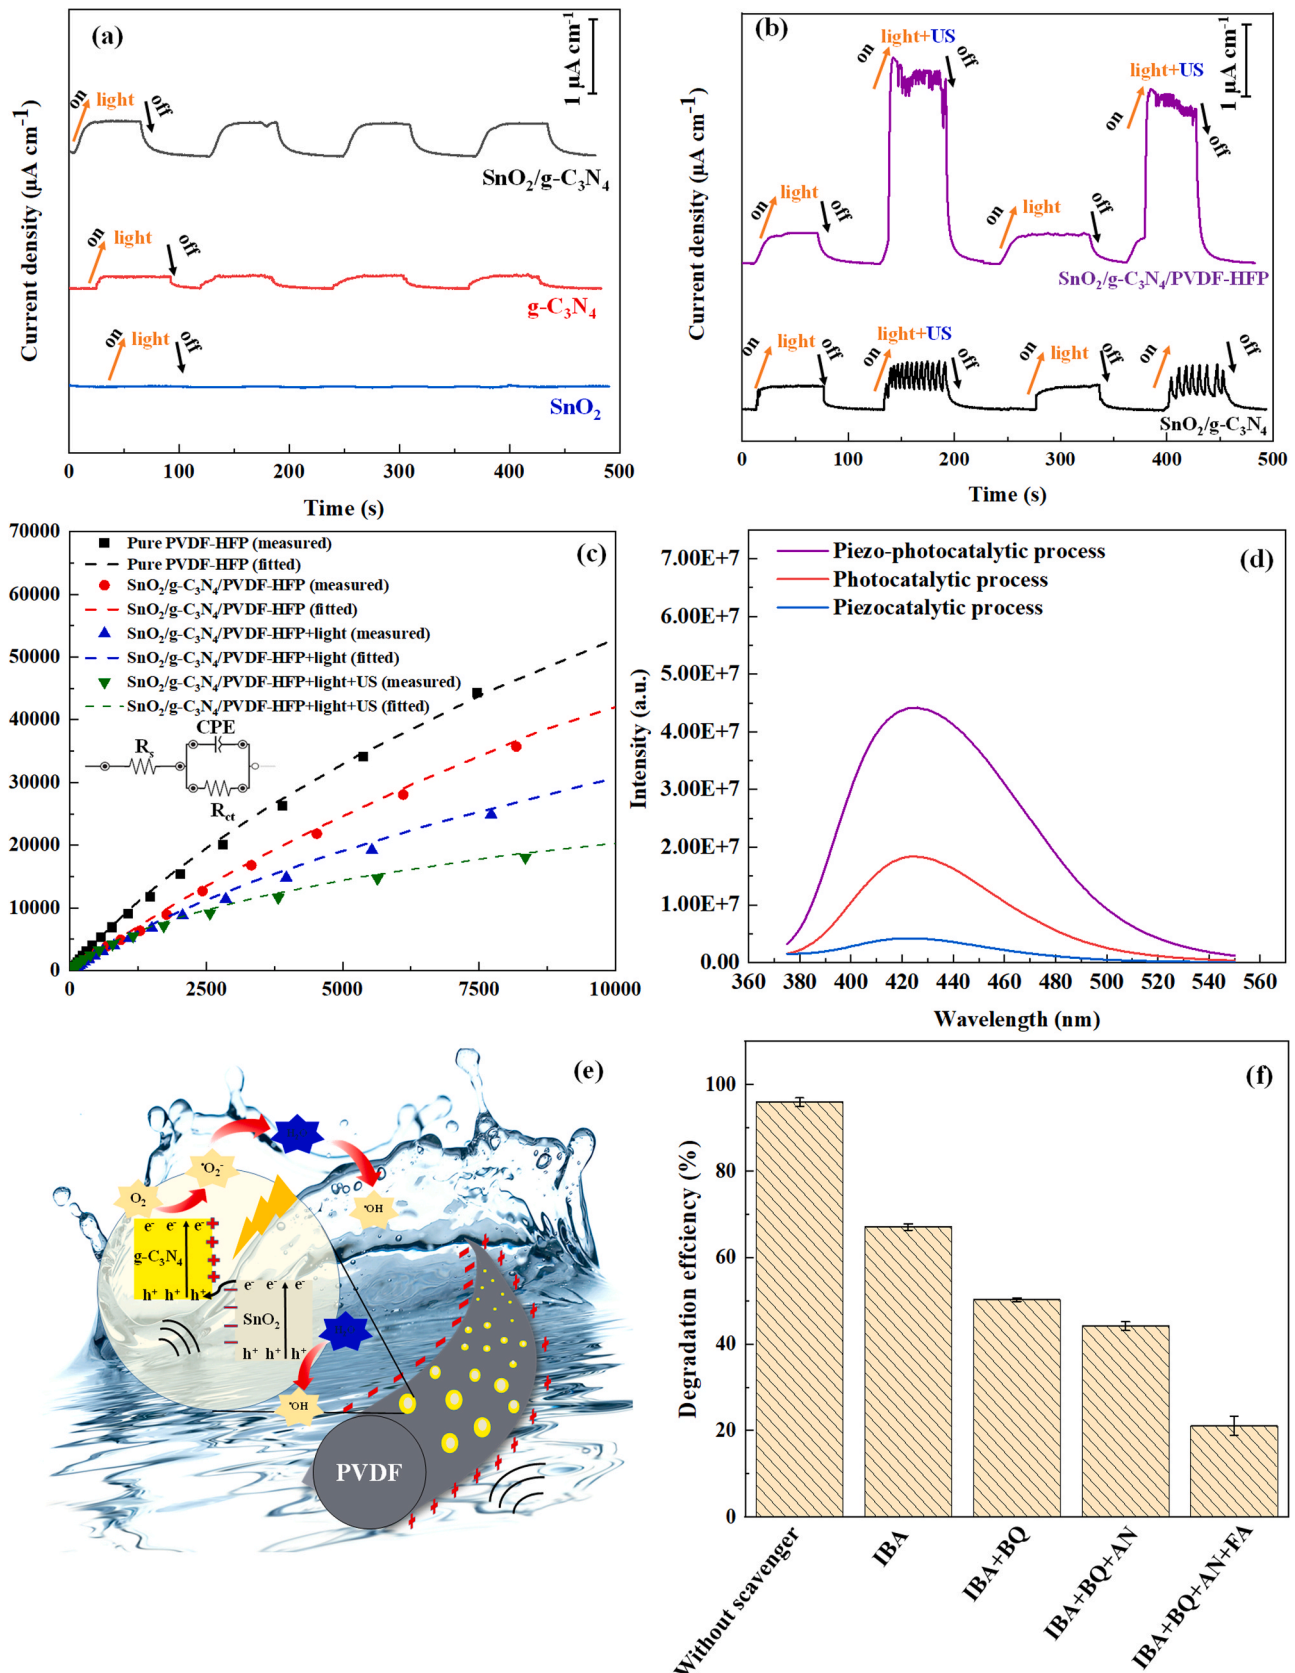 (a)
1 μA cm⁻¹
on light off
SnO₂/g-C₃N₄
on light off
g-C₃N₄
on light off
SnO₂
Current density (μA cm⁻¹)
0 100 200 300 400 500
Time (s)
(b)
1 μA cm⁻¹
on light+US off
on light+US off
on light off
on light off
SnO₂/g-C₃N₄/PVDF-HFP
on light off
on light+US off
on light off
on off
SnO₂/g-C₃N₄
Current density (μA cm⁻¹)
0 100 200 300 400 500
Time (s)
(c)
70000
60000
50000
40000
30000
20000
10000
0
Pure PVDF-HFP (measured)
Pure PVDF-HFP (fitted)
SnO₂/g-C₃N₄/PVDF-HFP (measured)
SnO₂/g-C₃N₄/PVDF-HFP (fitted)
SnO₂/g-C₃N₄/PVDF-HFP+light (measured)
SnO₂/g-C₃N₄/PVDF-HFP+light (fitted)
SnO₂/g-C₃N₄/PVDF-HFP+light+US (measured)
SnO₂/g-C₃N₄/PVDF-HFP+light+US (fitted)
CPE
Rₛ
R_ct
0 2500 5000 7500 10000
(d)
7.00E+7
6.00E+7
5.00E+7
4.00E+7
3.00E+7
2.00E+7
1.00E+7
0.00
Intensity (a.u.)
Piezo-photocatalytic process
Photocatalytic process
Piezocatalytic process
360 380 400 420 440 460 480 500 520 540 560
Wavelength (nm)
(e)
•O₂⁻
O₂
•OH
e⁻ e⁻ e⁻
g-C₃N₄
h⁺ h⁺ h⁺
e⁻ e⁻ e⁻
SnO₂
h⁺ h⁺ h⁺
•OH
PVDF
(f)
100
80
60
40
20
0
Degradation effciency (%)
Without scavenger
IBA
IBA+BQ
IBA+BQ+AN
IBA+BQ+AN+FA